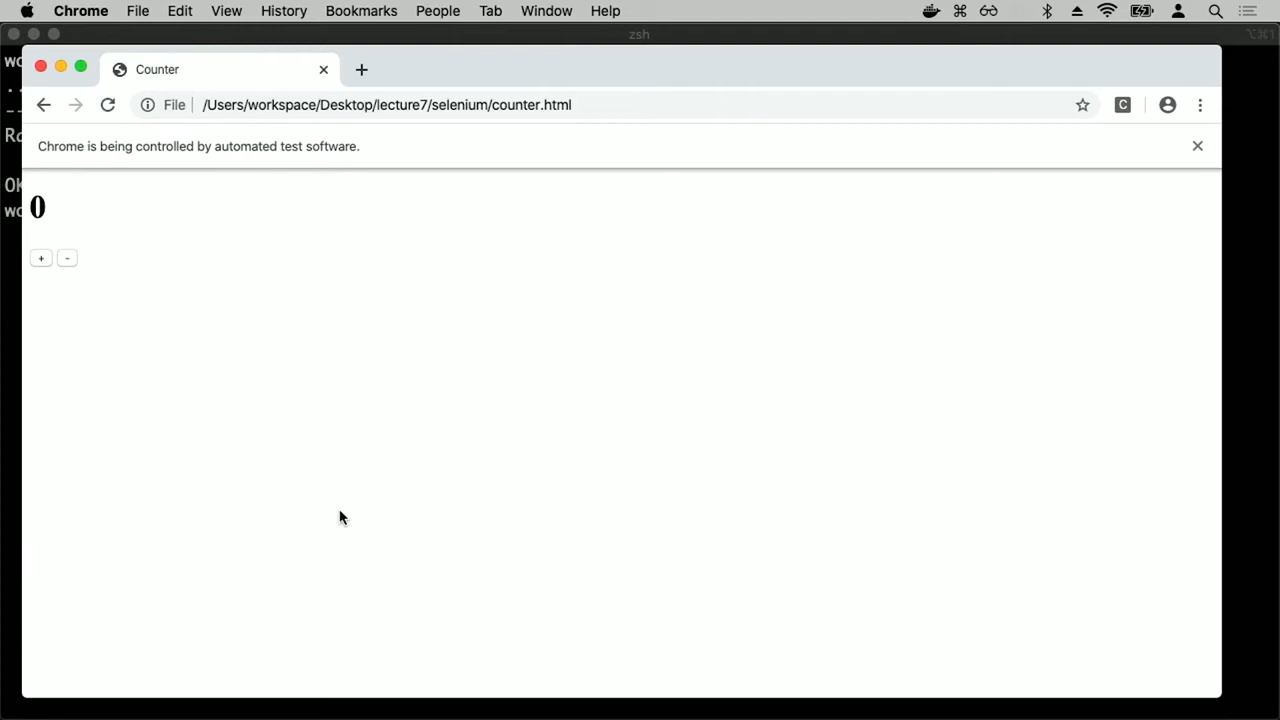 Chrome File Edit View History Bookmarks People Tab Window Help
zsh ⌥⌘1
Counter
File /Users/workspace/Desktop/lecture7/selenium/counter.html
C
Chrome is being controlled by automated test software.
0
+ -